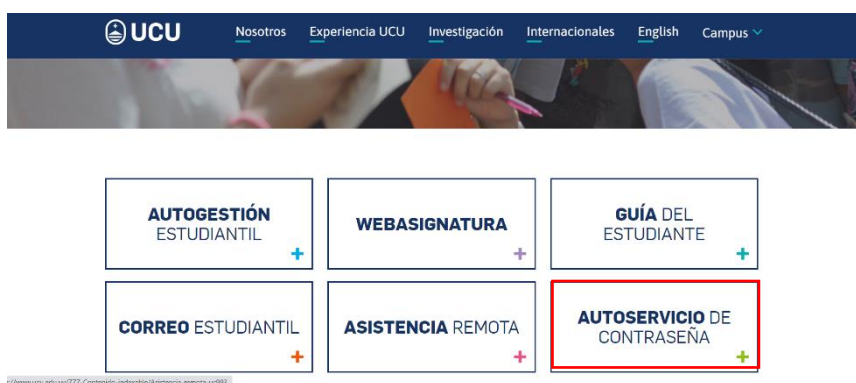 UCU Nosotros Experiencia UCU Investigación Internacionales English Campus
AUTOGESTIÓN
ESTUDIANTIL
WEBASIGNATURA
GUÍA DEL
ESTUDIANTE
CORREO ESTUDIANTIL
ASISTENCIA REMOTA
AUTOSERVICIO DE
CONTRASEÑA